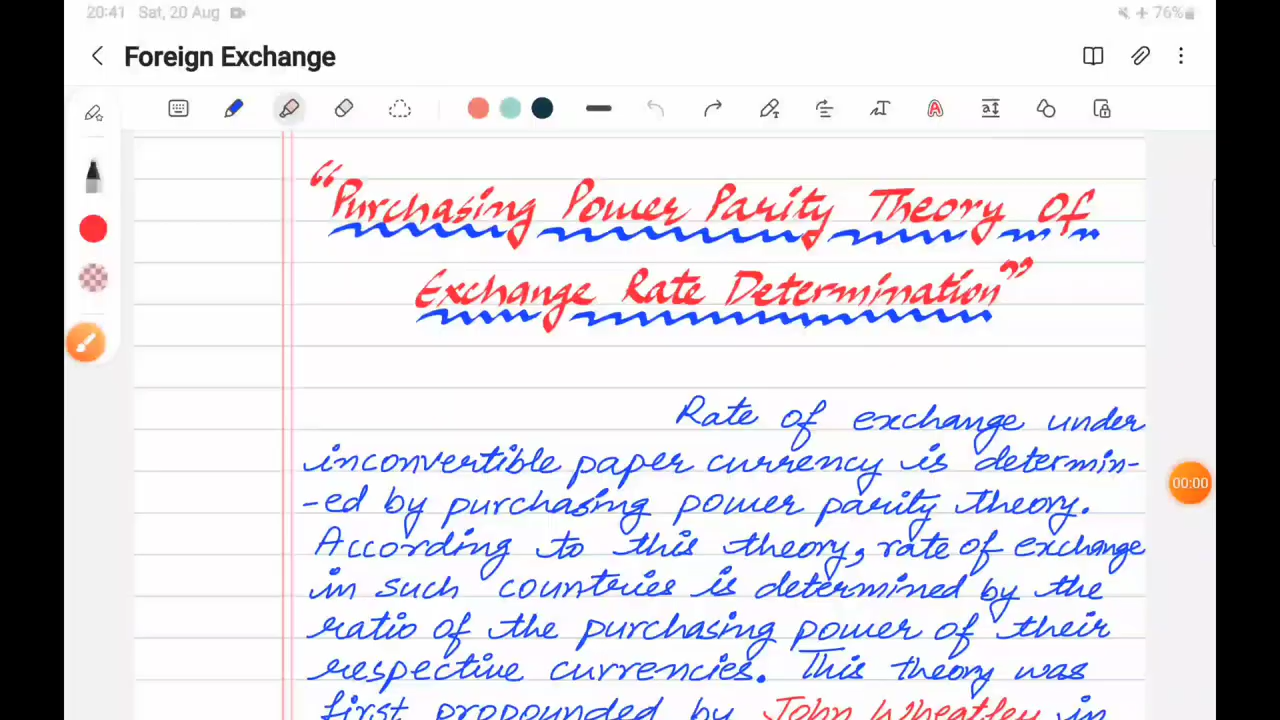 20:41 Sat, 20 Aug
76%
Foreign Exchange
"Purchasing Power Parity Theory Of
Exchange Rate Determination"
Rate of exchange under
inconvertible paper currency is determin-
-ed by purchasing power parity theory.
According to this theory, rate of exchange
in such countries is determined by the
ratio of the purchasing power of their
respective currencies. This theory was
first propounded by John Wheatley in
00:00